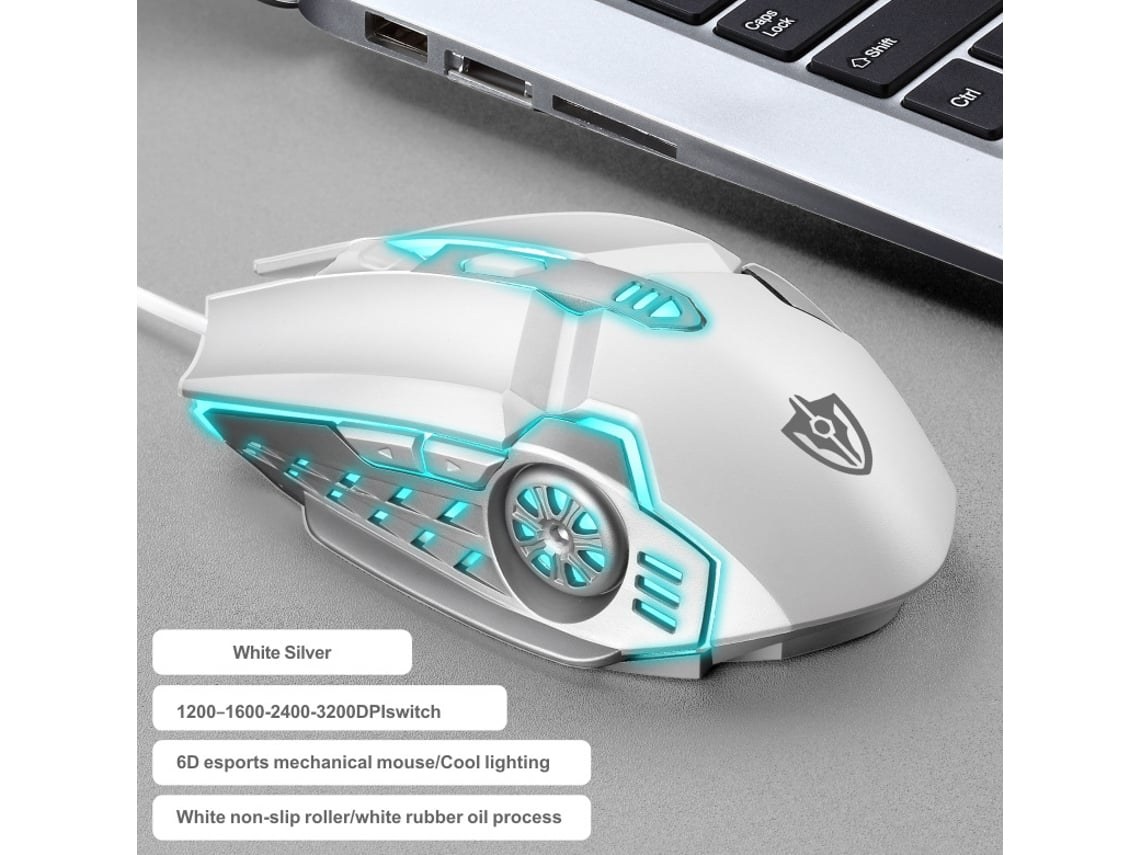 Caps
Lock
Shift
Ctrl
White Silver
1200–1600-2400-3200DPIswitch
6D esports mechanical mouse/Cool lighting
White non-slip roller/white rubber oil process